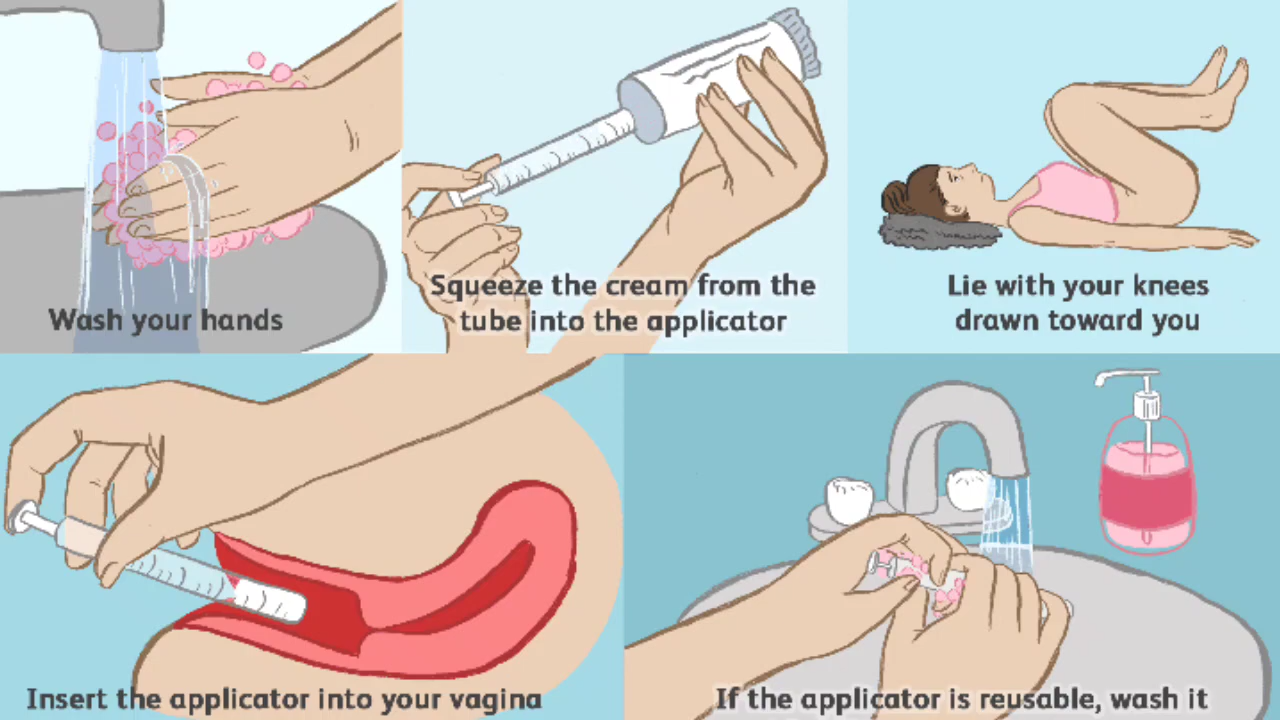 Wash your hands
Squeeze the cream from the
tube into the applicator
Lie with your knees
drawn toward you
Insert the applicator into your vagina
If the applicator is reusable, wash it